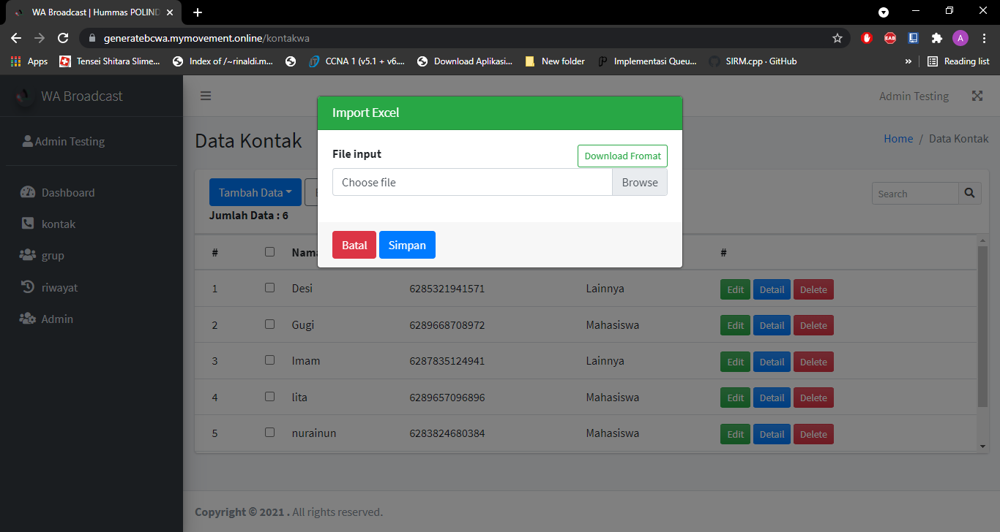 WA Broadcast | Hummas POLIND
generatebcwa.mymovement.online/kontakwa
EAB
A
Apps
Tensei Shitara Slime...
Index of /~rinaldi.m...
CCNA 1 (v5.1 + v6....
Download Aplikasi...
New folder
Implementasi Queu...
SIRM.cpp · GitHub
»
Reading list
WA Broadcast
Admin Testing
Dashboard
kontak
grup
riwayat
Admin
Admin Testing
Data Kontak
Home / Data Kontak
Import Excel
File input
Download Fromat
Choose file Browse
Batal Simpan
Tambah Data
Search
Jumlah Data : 6
# Nama #
1 Desi 6285321941571 Lainnya Edit Detail Delete
2 Gugi 6289668708972 Mahasiswa Edit Detail Delete
3 Imam 6287835124941 Lainnya Edit Detail Delete
4 lita 6289657096896 Mahasiswa Edit Detail Delete
5 nurainun 6283824680384 Mahasiswa Edit Detail Delete
Copyright © 2021 . All rights reserved.